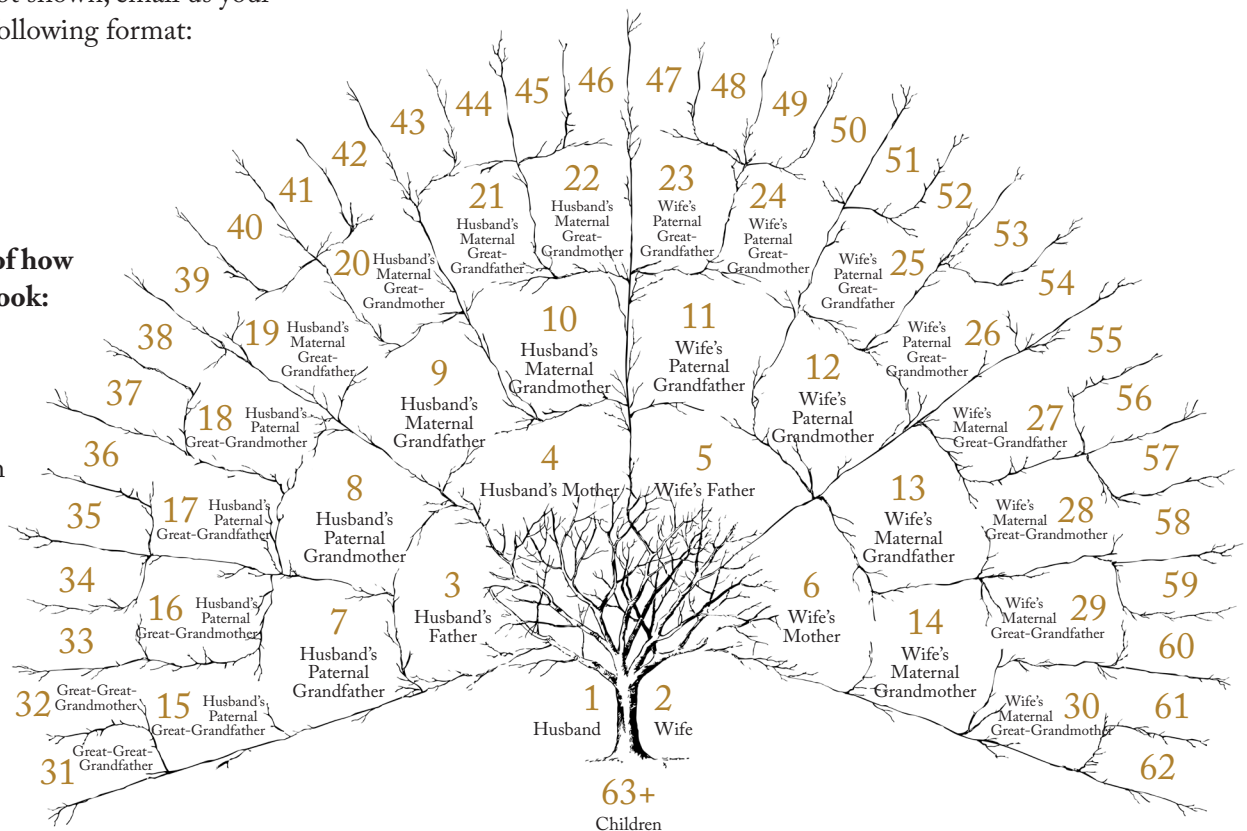 ot shown, email us your
ollowing format:
of how
ook:
n
31
Great-Great-
Grandfather
32
Great-Great-
Grandmother
33
34
35
36
37
38
39
40
41
42
43
44
45
46
47
48
49
50
51
52
53
54
55
56
57
58
59
60
61
62
15
Husband's
Paternal
Great-Grandfather
16
Husband's
Paternal
Great-Grandmother
17
Husband's
Paternal
Great-Grandfather
18
Husband's
Paternal
Great-Grandmother
19
Husband's
Maternal
Great-
Grandfather
20
Husband's
Maternal
Great-
Grandmother
21
Husband's
Maternal
Great-
Grandfather
22
Husband's
Maternal
Great-
Grandmother
23
Wife's
Paternal
Great-
Grandfather
24
Wife's
Paternal
Great-
Grandmother
25
Wife's
Paternal
Great-
Grandfather
26
Wife's
Paternal
Great-
Grandmother
27
Wife's
Maternal
Great-Grandfather
28
Wife's
Maternal
Great-Grandmother
29
Wife's
Maternal
Great-Grandfather
30
Wife's
Maternal
Great-Grandmother
7
Husband's
Paternal
Grandfather
8
Husband's
Paternal
Grandmother
9
Husband's
Maternal
Grandfather
10
Husband's
Maternal
Grandmother
11
Wife's
Paternal
Grandfather
12
Wife's
Paternal
Grandmother
13
Wife's
Maternal
Grandfather
14
Wife's
Maternal
Grandmother
3
Husband's
Father
4
Husband's Mother
5
Wife's Father
6
Wife's
Mother
1
Husband
2
Wife
63+
Children